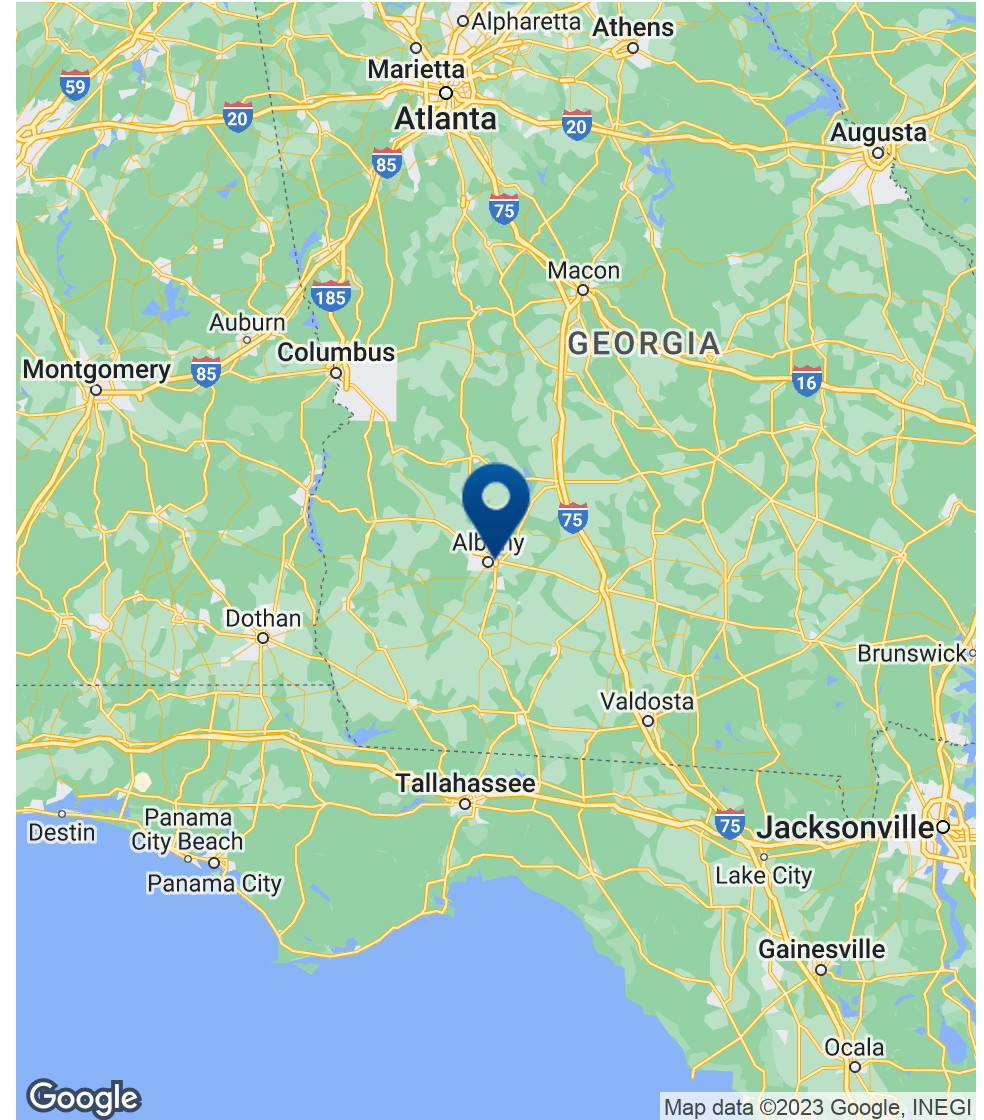 Alpharetta
Athens
Marietta
59
20
Atlanta
20
Augusta
85
75
Macon
185
Auburn
GEORGIA
Columbus
Montgomery
85
16
75
Albany
Dothan
Brunswick
Valdosta
Tallahassee
Panama
City Beach
75
Jacksonville
Destin
Lake City
Panama City
Gainesville
Ocala
Google
Map data ©2023 Google, INEGI